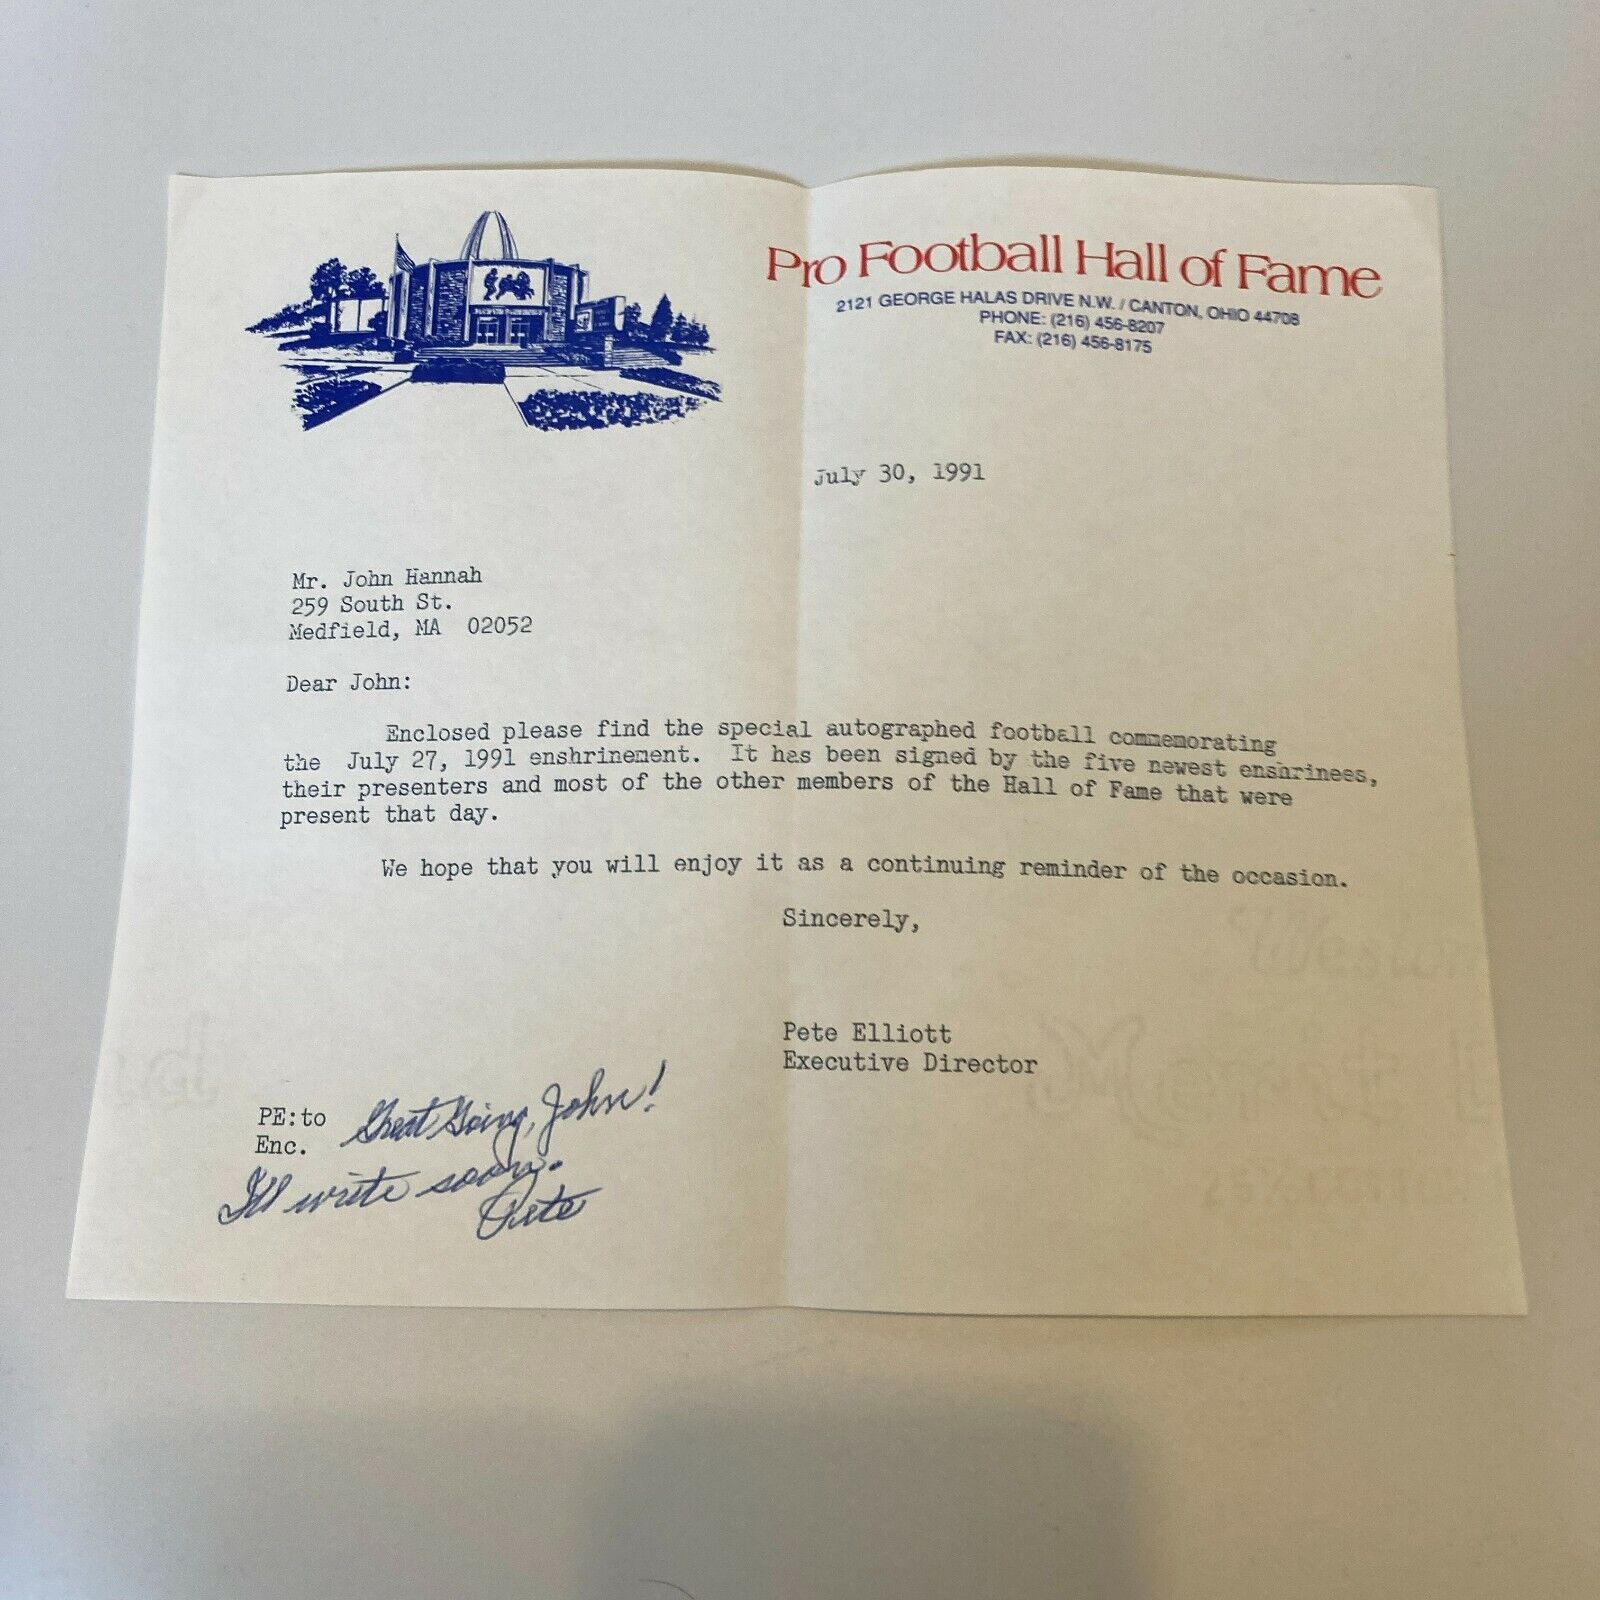 Pro Football Hall of Fame
2121 GEORGE HALAS DRIVE N.W. / CANTON, OHIO 44708
PHONE: (216) 456-8207
FAX: (216) 456-8175
July 30, 1991
Mr. John Hannah
259 South St.
Medfield, MA 02052
Dear John:
Enclosed please find the special autographed football commemorating
the July 27, 1991 enshrinement. It has been signed by the five newest enshrinees,
their presenters and most of the other members of the Hall of Fame that were
present that day.
We hope that you will enjoy it as a continuing reminder of the occasion.
Sincerely,
Pete Elliott
Executive Director
PE:to
Enc.
Great Going, John!
I'll write soon.
Pete